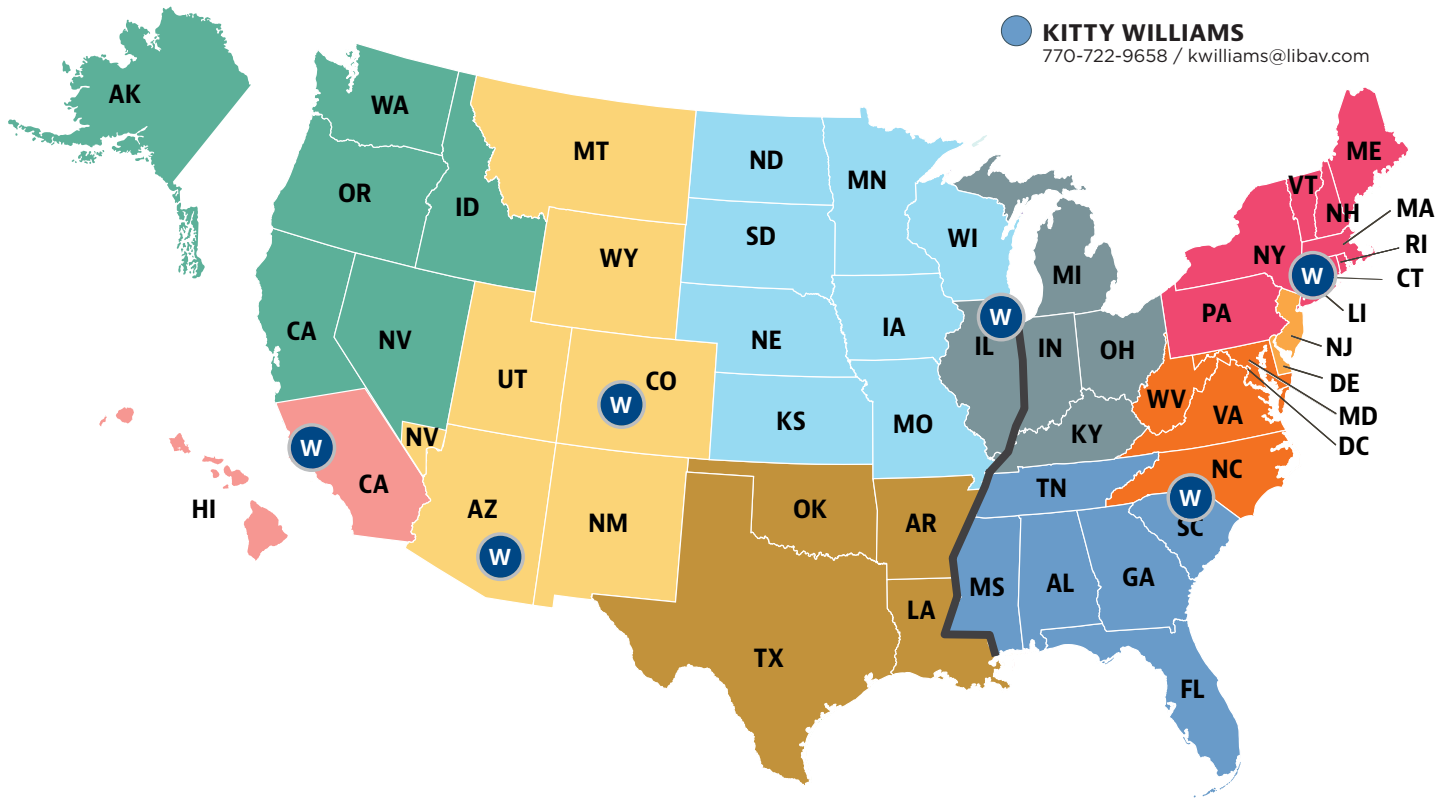 KITTY WILLIAMS
770-722-9658 / kwilliams@libav.com
AK
WA
MT
ND
MN
ME
VT
NH
MA
OR
ID
SD
WI
NY
RI
WY
MI
W
CT
LI
CA
NV
NE
IA
W
IL
IN
OH
PA
NJ
UT
CO
W
KS
MO
KY
WV
VA
DE
MD
DC
NV
W
CA
HI
AZ
NM
OK
AR
TN
NC
W
SC
W
MS
AL
GA
LA
TX
FL